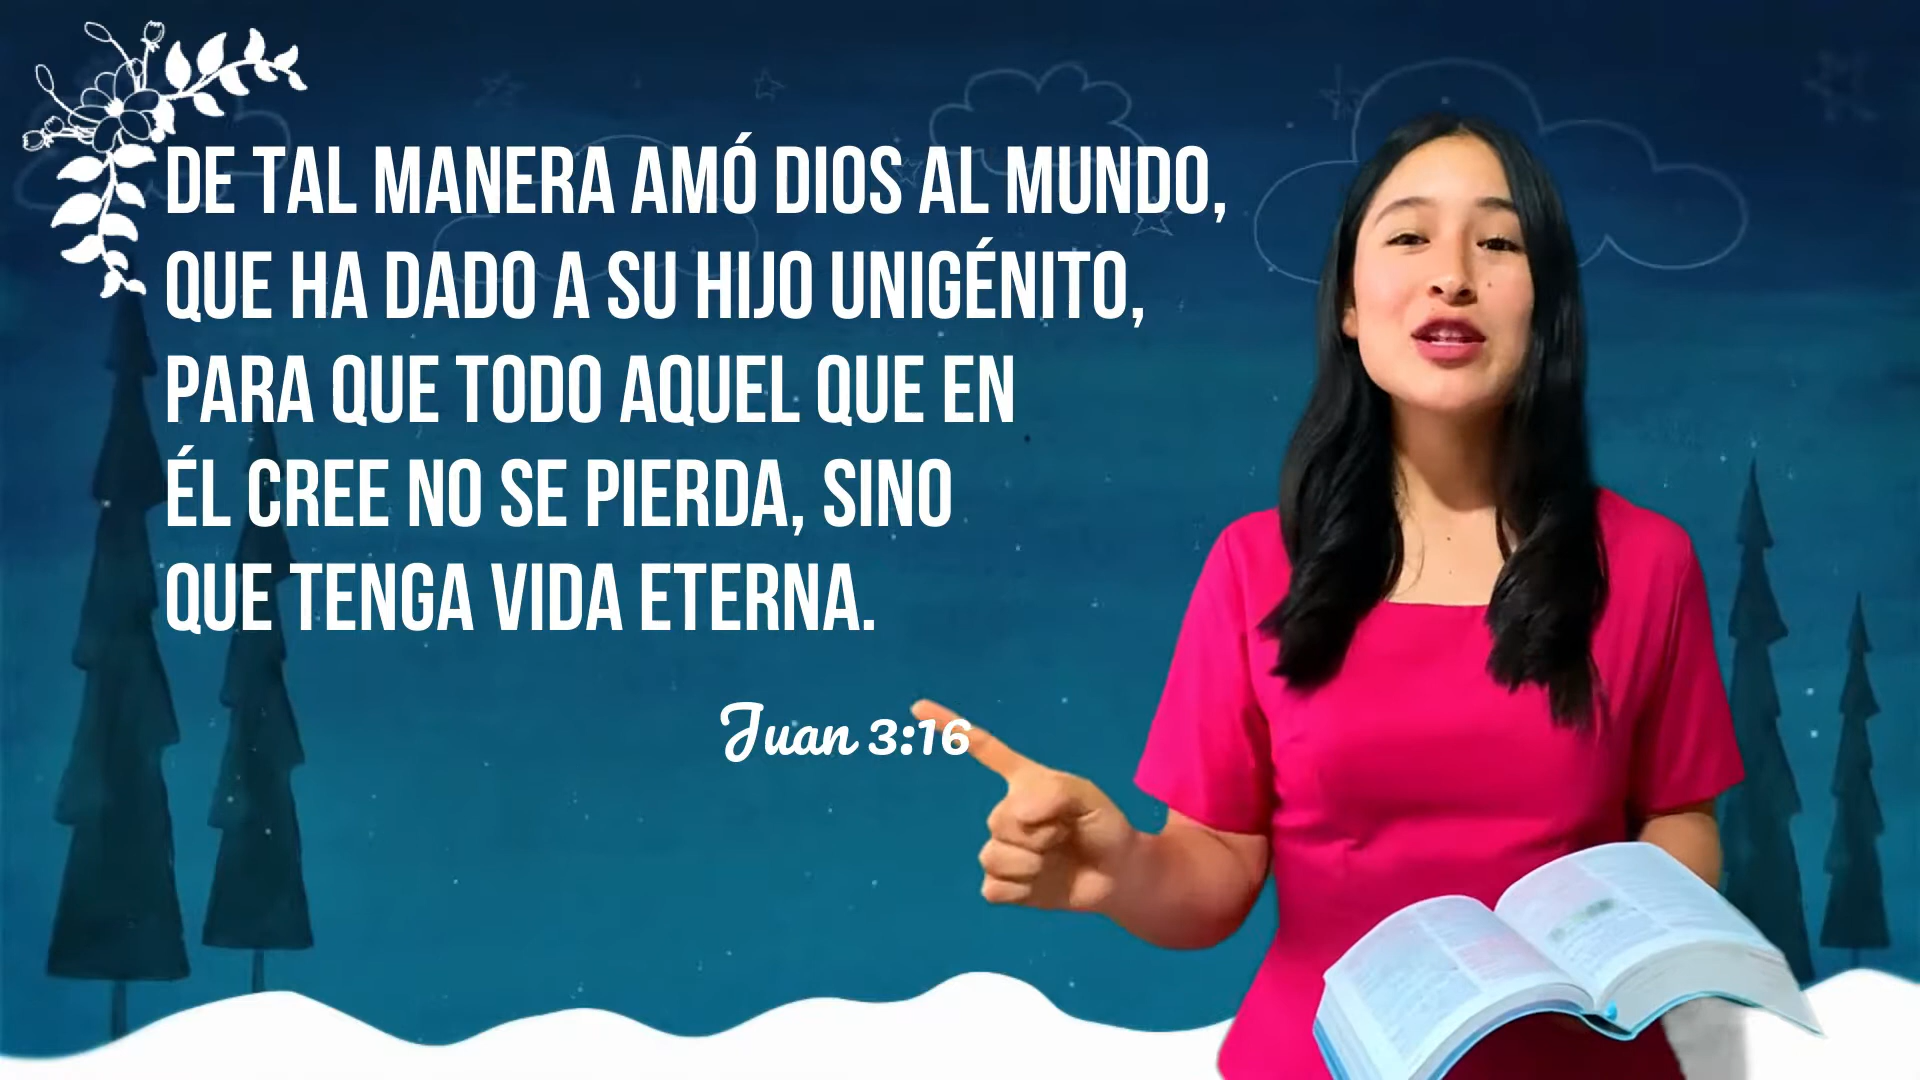 DE TAL MANERA AMÓ DIOS AL MUNDO,
QUE HA DADO A SU HIJO UNIGÉNITO,
PARA QUE TODO AQUEL QUE EN
ÉL CREE NO SE PIERDA, SINO
QUE TENGA VIDA ETERNA.
Juan 3:16